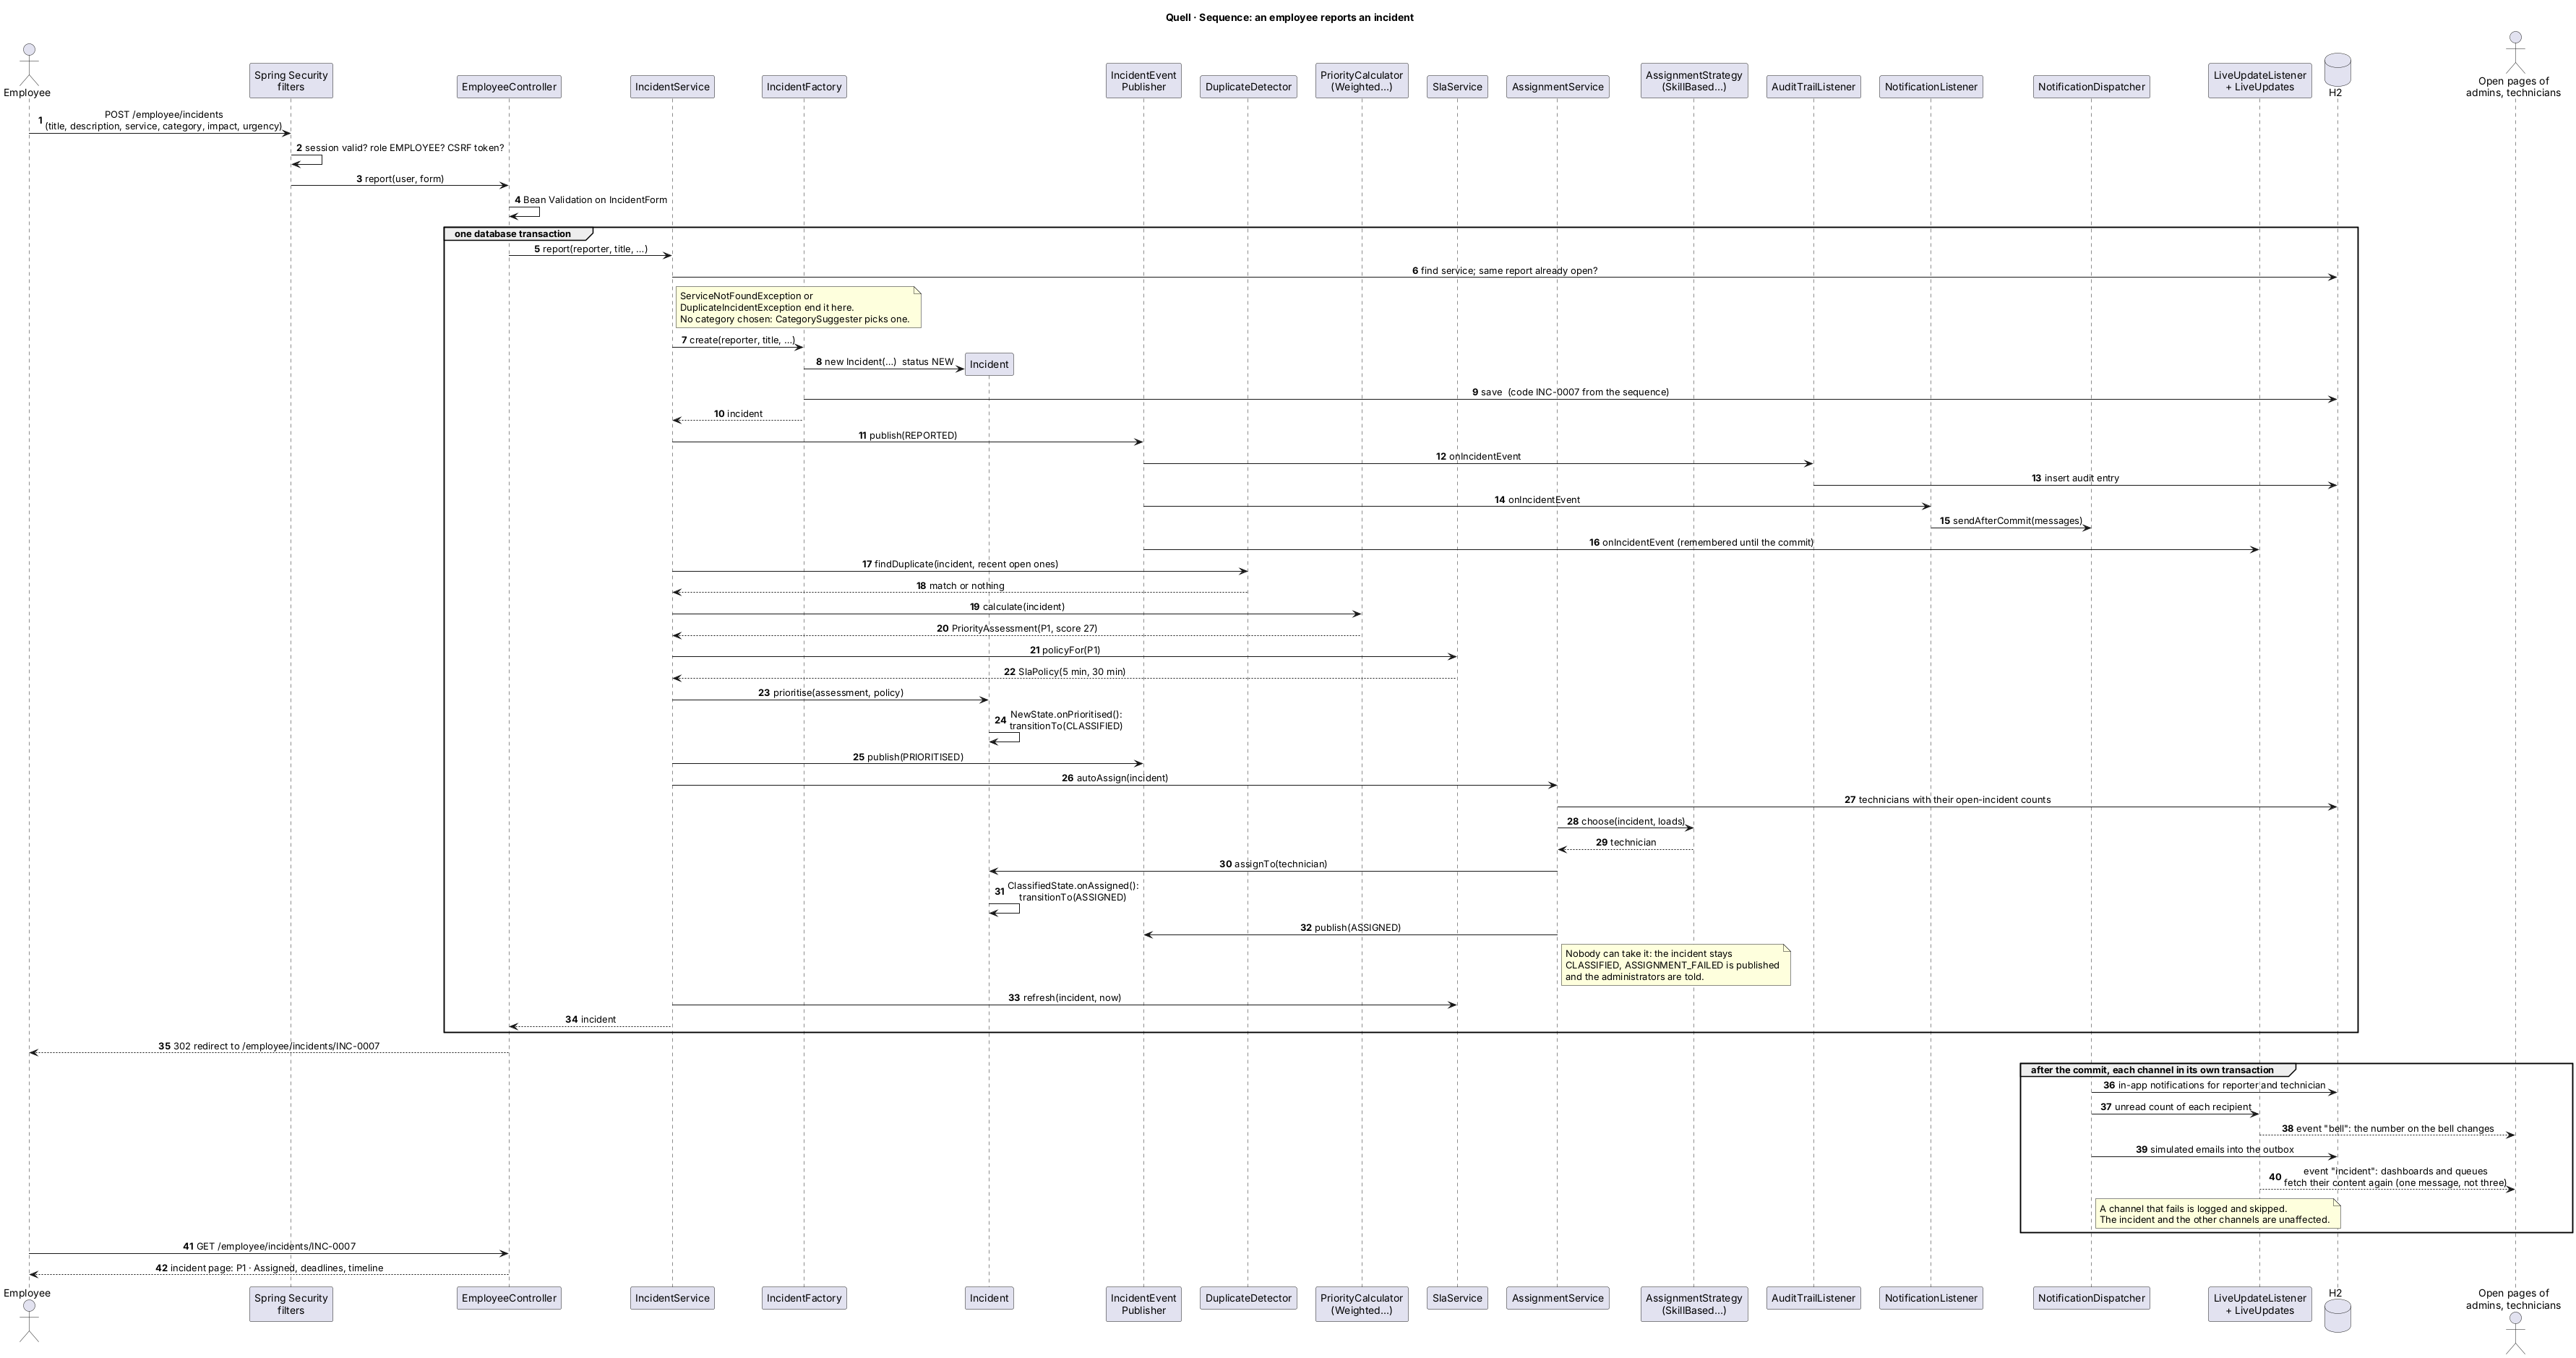 Quell · Sequence: an employee reports an incident
Employee
Spring Security
filters
EmployeeController
IncidentService
IncidentFactory
IncidentEvent
Publisher
DuplicateDetector
PriorityCalculator
(Weighted...)
SlaService
AssignmentService
AssignmentStrategy
(SkillBased...)
AuditTrailListener
NotificationListener
NotificationDispatcher
LiveUpdateListener
+ LiveUpdates
H2
Open pages of
admins, technicians
1 POST /employee/incidents
(title, description, service, category, impact, urgency)
2 session valid? role EMPLOYEE? CSRF token?
3 report(user, form)
4 Bean Validation on IncidentForm
one database transaction
5 report(reporter, title, ...)
6 find service; same report already open?
ServiceNotFoundException or
DuplicateIncidentException end it here.
No category chosen: CategorySuggester picks one.
7 create(reporter, title, ...)
8 new Incident(...)  status NEW
Incident
9 save  (code INC-0007 from the sequence)
10 incident
11 publish(REPORTED)
12 onIncidentEvent
13 insert audit entry
14 onIncidentEvent
15 sendAfterCommit(messages)
16 onIncidentEvent (remembered until the commit)
17 findDuplicate(incident, recent open ones)
18 match or nothing
19 calculate(incident)
20 PriorityAssessment(P1, score 27)
21 policyFor(P1)
22 SlaPolicy(5 min, 30 min)
23 prioritise(assessment, policy)
24 NewState.onPrioritised():
transitionTo(CLASSIFIED)
25 publish(PRIORITISED)
26 autoAssign(incident)
27 technicians with their open-incident counts
28 choose(incident, loads)
29 technician
30 assignTo(technician)
31 ClassifiedState.onAssigned():
transitionTo(ASSIGNED)
32 publish(ASSIGNED)
Nobody can take it: the incident stays
CLASSIFIED, ASSIGNMENT_FAILED is published
and the administrators are told.
33 refresh(incident, now)
34 incident
35 302 redirect to /employee/incidents/INC-0007
after the commit, each channel in its own transaction
36 in-app notifications for reporter and technician
37 unread count of each recipient
38 event "bell": the number on the bell changes
39 simulated emails into the outbox
40 event "incident": dashboards and queues
fetch their content again (one message, not three)
A channel that fails is logged and skipped.
The incident and the other channels are unaffected.
41 GET /employee/incidents/INC-0007
42 incident page: P1 · Assigned, deadlines, timeline
Employee
Spring Security
filters
EmployeeController
IncidentService
IncidentFactory
Incident
IncidentEvent
Publisher
DuplicateDetector
PriorityCalculator
(Weighted...)
SlaService
AssignmentService
AssignmentStrategy
(SkillBased...)
AuditTrailListener
NotificationListener
NotificationDispatcher
LiveUpdateListener
+ LiveUpdates
H2
Open pages of
admins, technicians